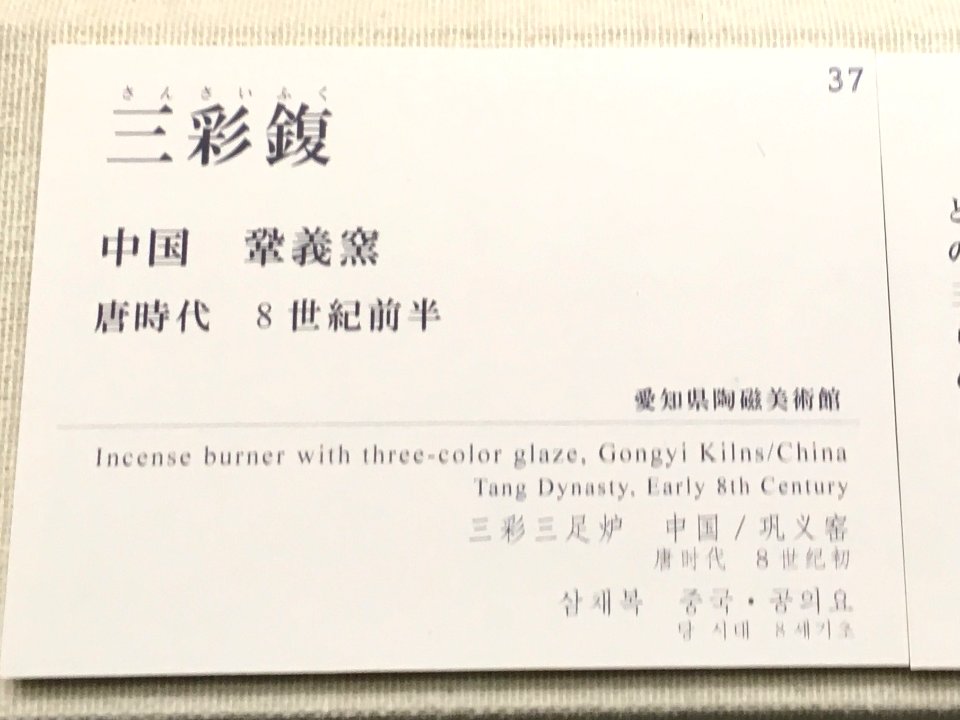 37
さんさいふく
三彩鍑
中国　鞏義窯
唐時代　8世紀前半
愛知県陶磁美術館
Incense burner with three-color glaze, Gongyi Kilns/China
Tang Dynasty, Early 8th Century
三彩三足炉　中国 / 巩义窑
唐时代　8世纪初
삼채복　중국・공의요
당 시대　8세기초
ど
の